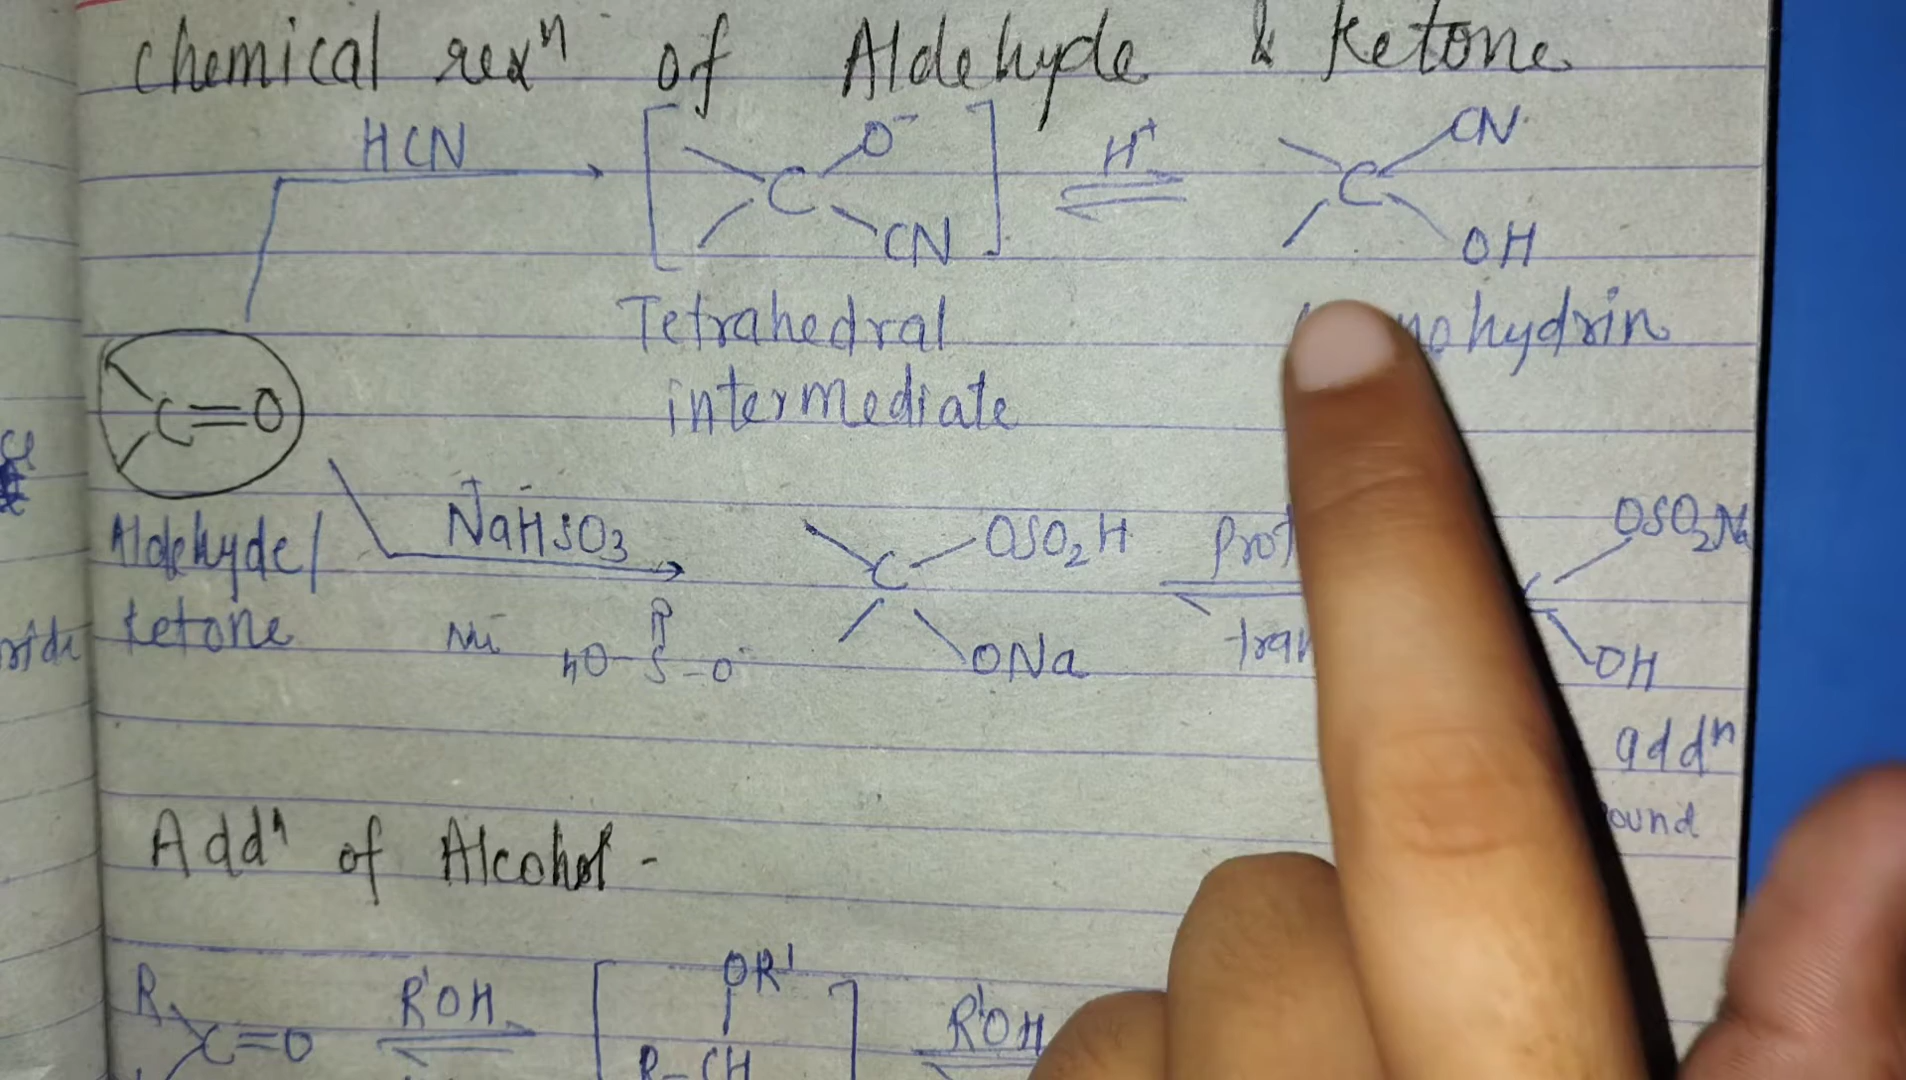 Chemical rexⁿ of Aldehyde & Ketone
HCN
O⁻
C
CN
H⁺
CN
C
OH
Tetrahedral
intermediate
hydrin
C=O
Aldehyde/
Ketone
NaHSO₃
+ -
OSO₂H
C
ONa
OSO₂Na
OH
HO-S-O⁻
addⁿ
Addⁿ of Alcohol -
R
C=O
R'OH
OR'
R-CH
R'OH